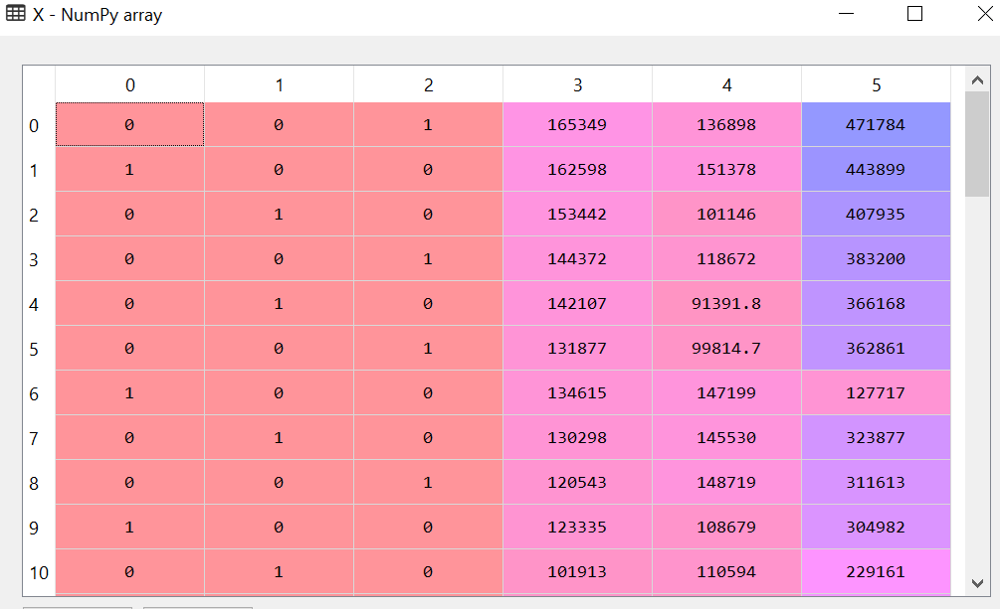 X - NumPy array
0 1 2 3 4 5
0 0 0 1 165349 136898 471784
1 1 0 0 162598 151378 443899
2 0 1 0 153442 101146 407935
3 0 0 1 144372 118672 383200
4 0 1 0 142107 91391.8 366168
5 0 0 1 131877 99814.7 362861
6 1 0 0 134615 147199 127717
7 0 1 0 130298 145530 323877
8 0 0 1 120543 148719 311613
9 1 0 0 123335 108679 304982
10 0 1 0 101913 110594 229161